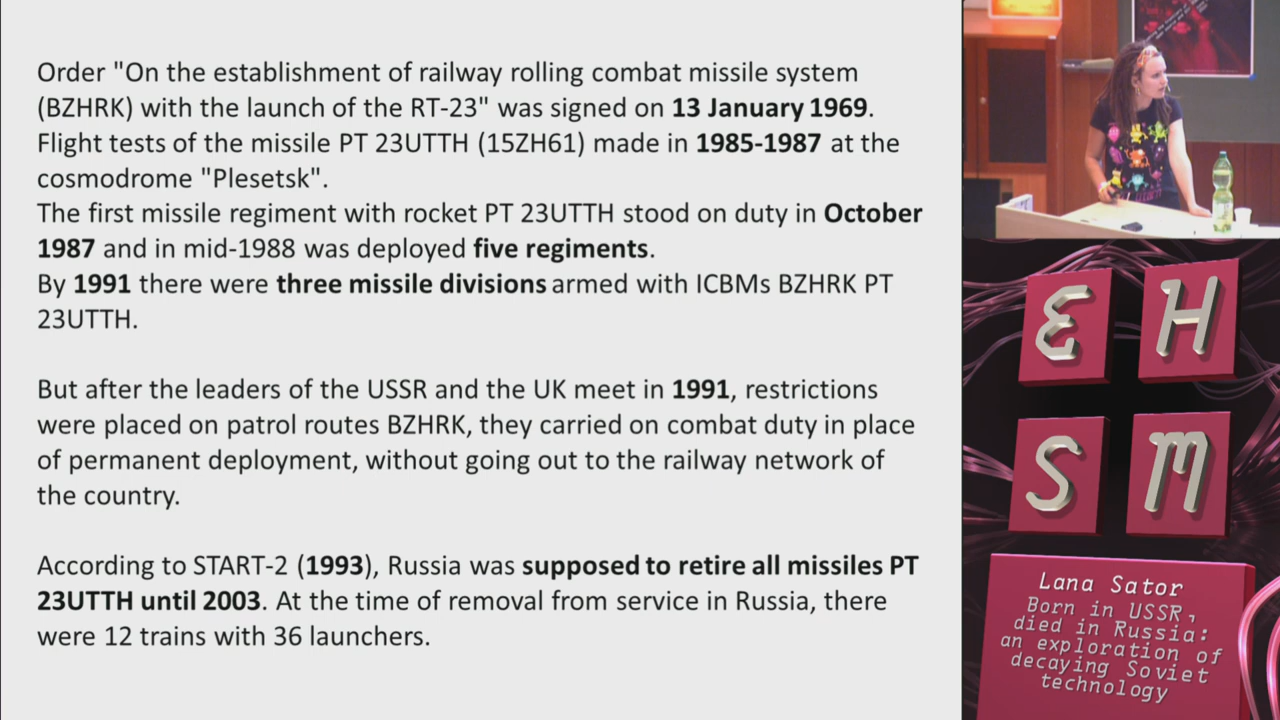 Order "On the establishment of railway rolling combat missile system
(BZHRK) with the launch of the RT-23" was signed on 13 January 1969.
Flight tests of the missile PT 23UTTH (15ZH61) made in 1985-1987 at the
cosmodrome "Plesetsk".
The first missile regiment with rocket PT 23UTTH stood on duty in October
1987 and in mid-1988 was deployed five regiments.
By 1991 there were three missile divisions armed with ICBMs BZHRK PT
23UTTH.
But after the leaders of the USSR and the UK meet in 1991, restrictions
were placed on patrol routes BZHRK, they carried on combat duty in place
of permanent deployment, without going out to the railway network of
the country.
According to START-2 (1993), Russia was supposed to retire all missiles PT
23UTTH until 2003. At the time of removal from service in Russia, there
were 12 trains with 36 launchers.
EH
SM
Lana Sator
Born in USSR,
died in Russia:
an exploration of
decaying Soviet
technology